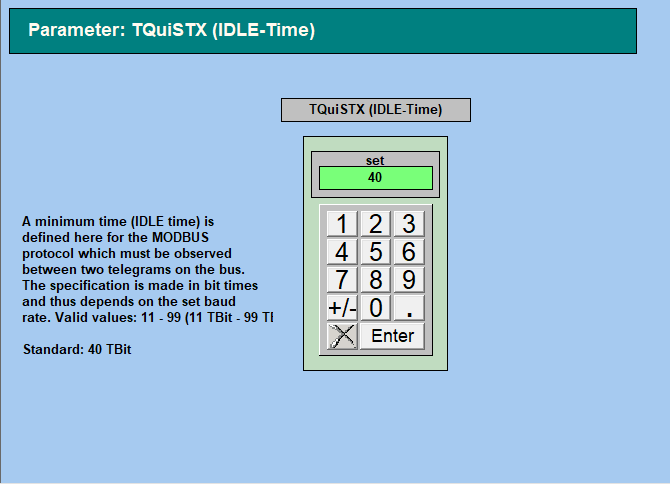 Parameter: TQuiSTX (IDLE-Time)
TQuiSTX (IDLE-Time)
set
40
A minimum time (IDLE time) is
defined here for the MODBUS
protocol which must be observed
between two telegrams on the bus.
The specification is made in bit times
and thus depends on the set baud
rate. Valid values: 11 - 99 (11 TBit - 99 TI
Standard: 40 TBit
1 2 3
4 5 6
7 8 9
+/- 0 .
Enter